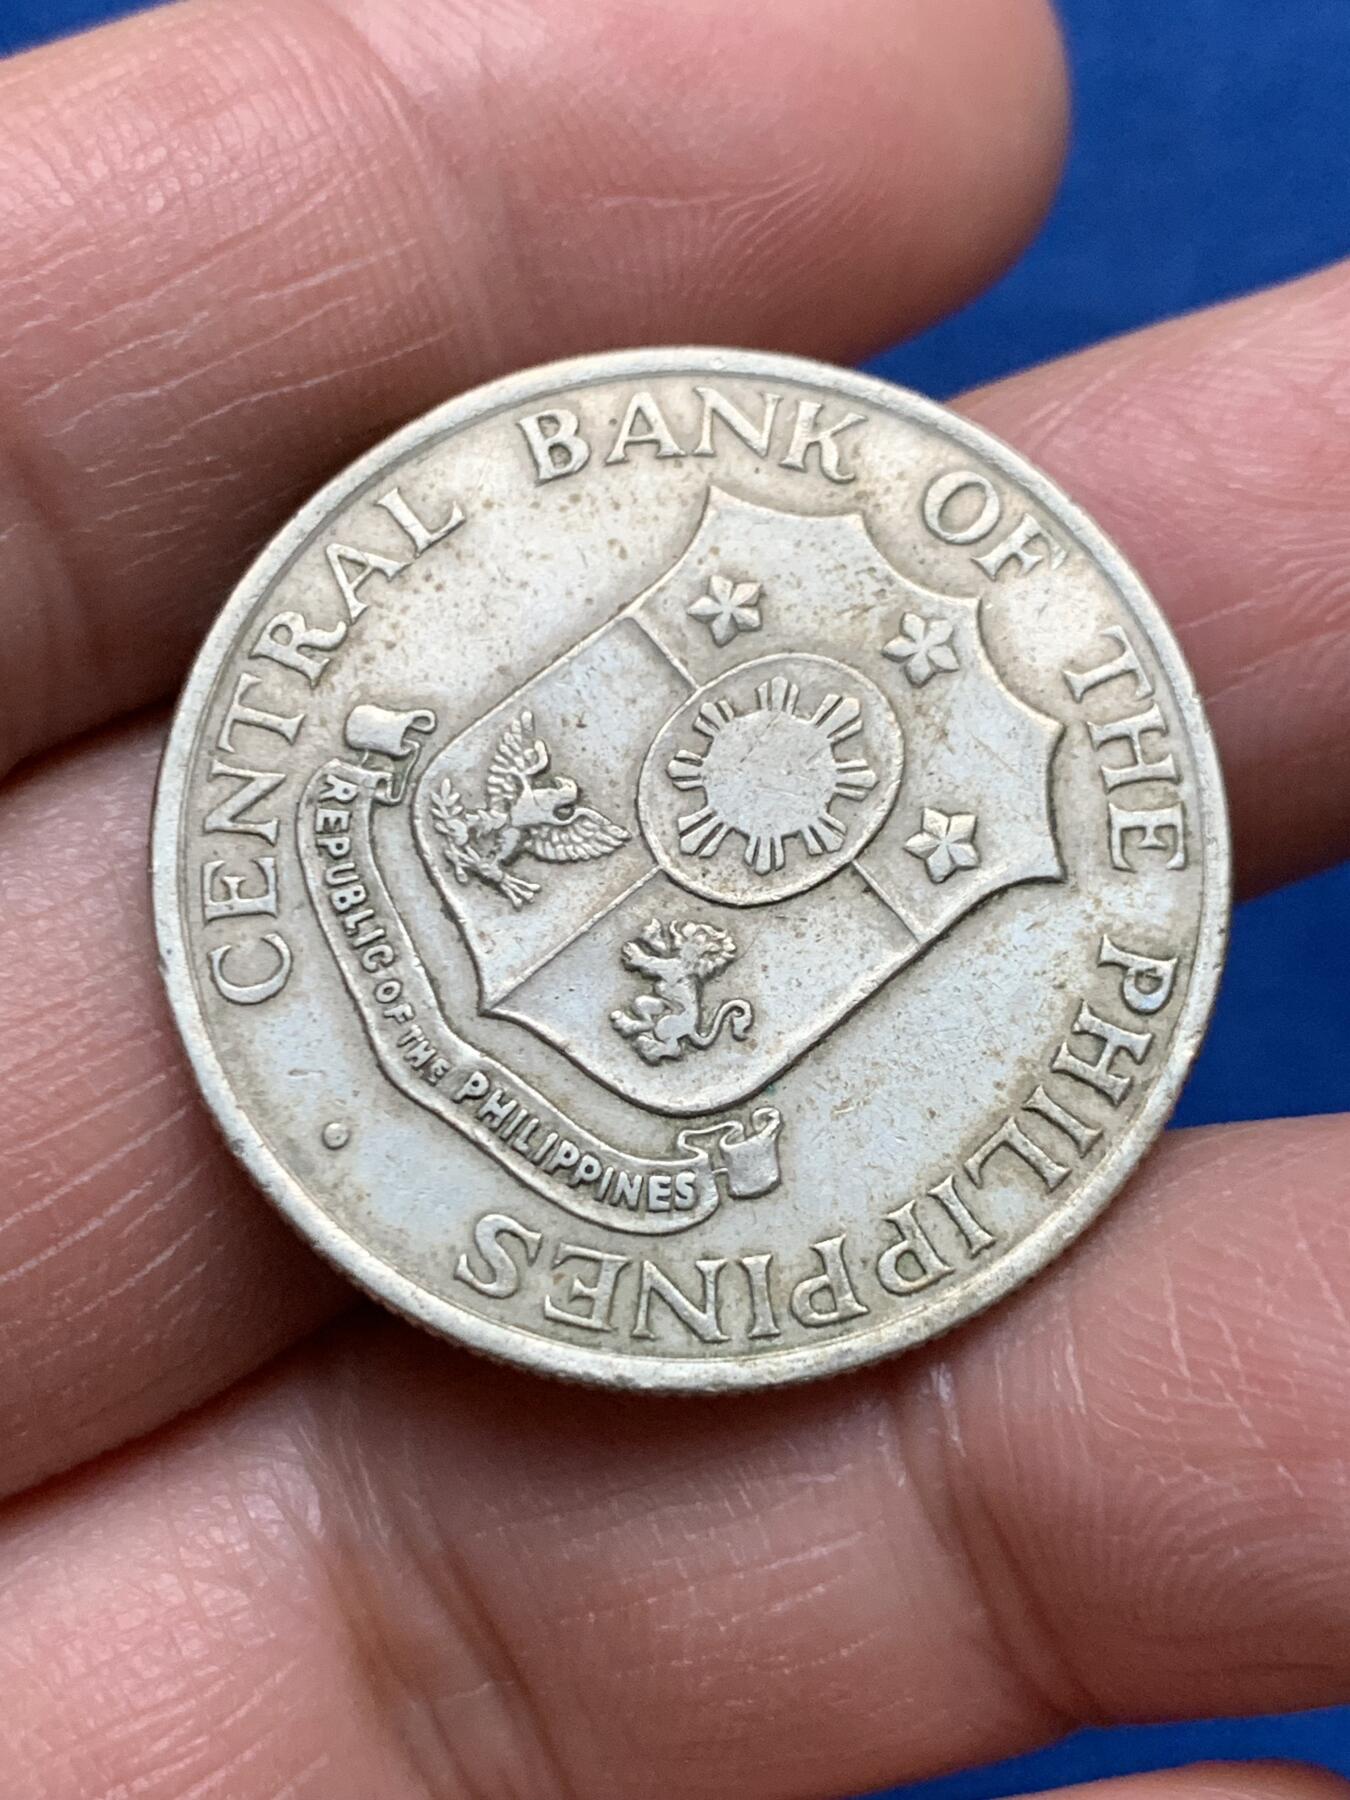 CENTRAL BANK OF THE PHILIPPINES
REPUBLIC OF THE PHILIPPINES